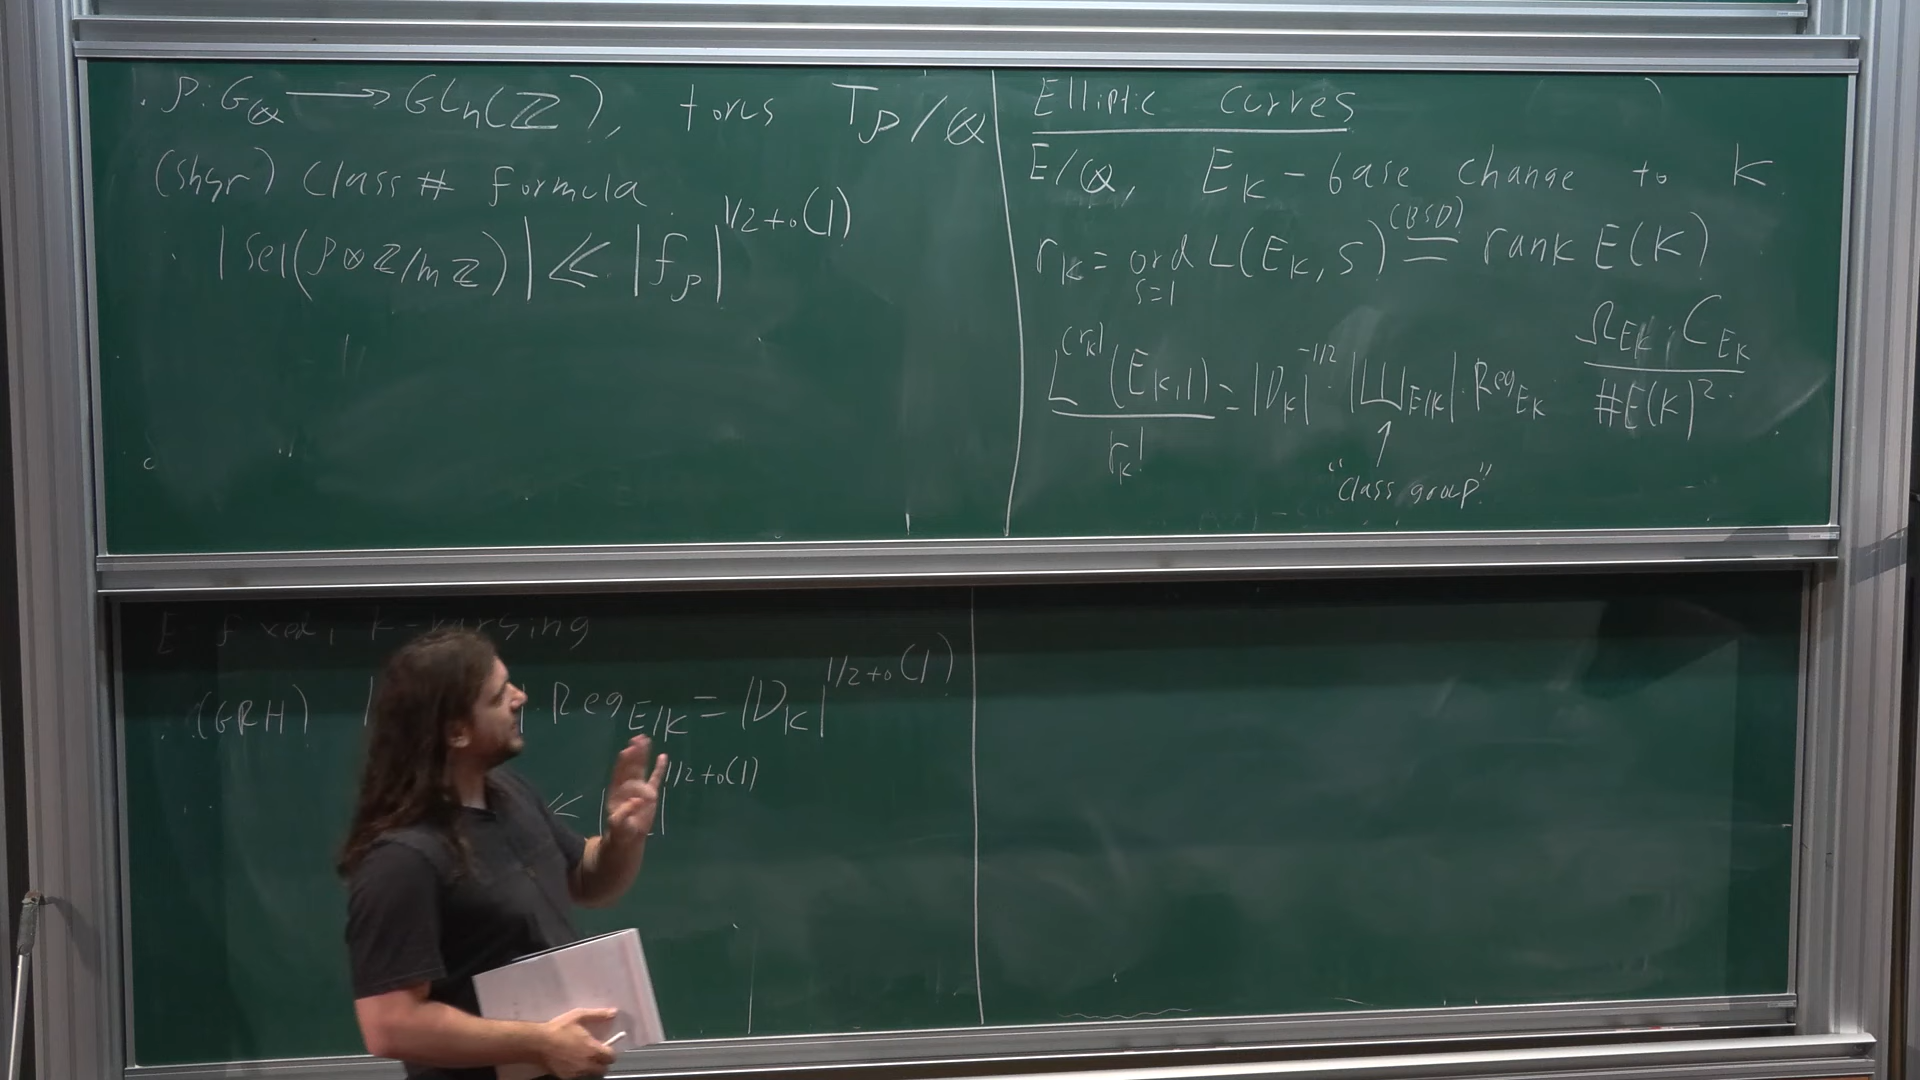 . ρ: G_ℚ ⟶ GL_n(ℤ), torus T_ρ/ℚ
(Shyr) Class # formula
. |Sel(ρ⊗ℤ/mℤ)| ≪ |f_ρ|^{1/2+o(1)}
Elliptic curves
E/ℚ, E_K - base change to K.
r_K = ord_{s=1} L(E_K, s) =^{(BSD)} rank E(K)
L^{(r_K)}(E_K,1) / r_K! = |D_K|^{-1/2} · |Ш_{E/K}| · Reg_{E_K} Ω_{E_K} · C_{E_K} / #E(K)^2.
↑
"class group"
E-fixed, K-varying
. (GRH) | · Reg_{E/K} = |D_K|^{1/2+o(1)}
≪ | |^{1/2+o(1)}